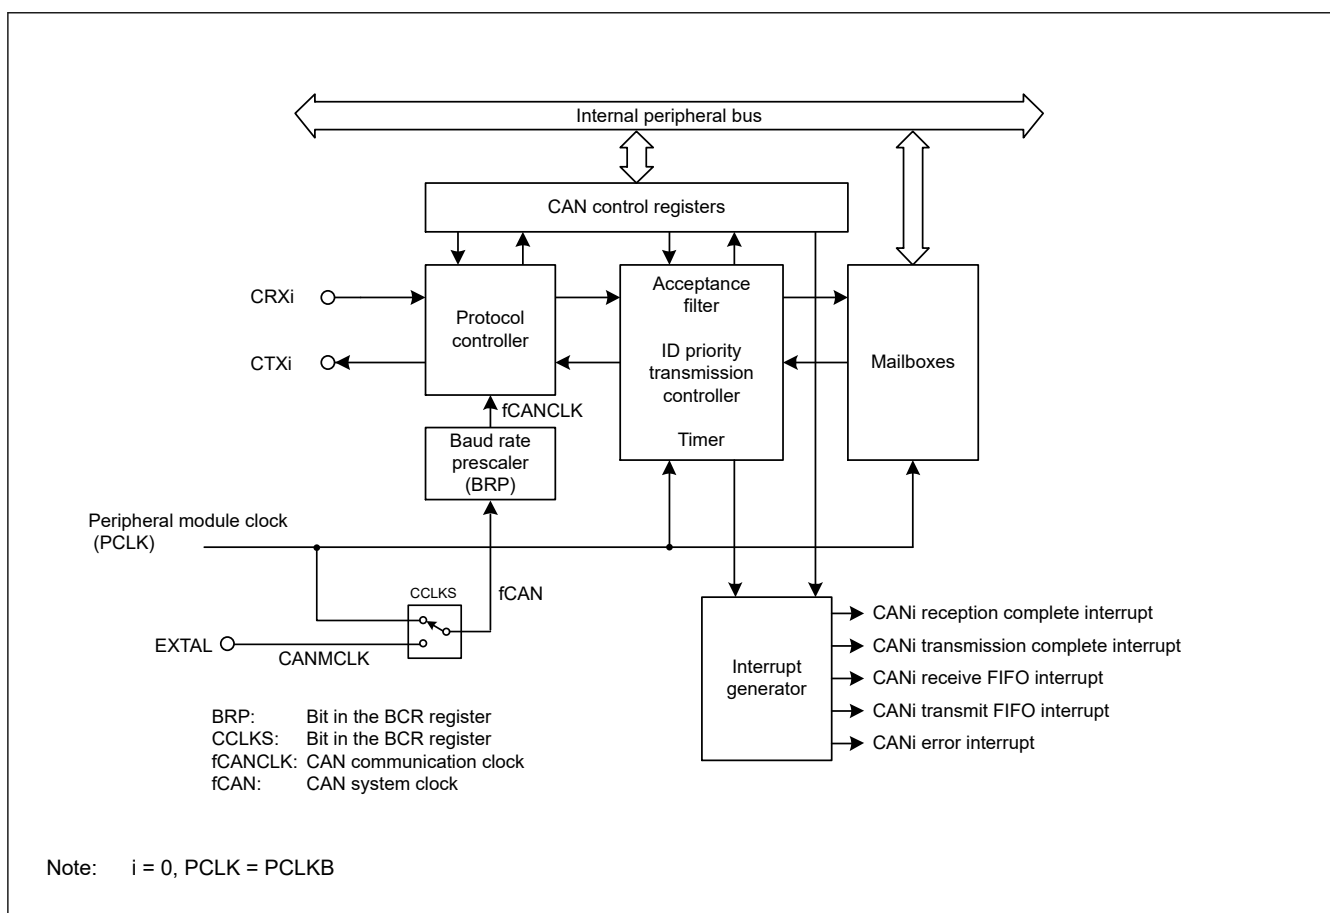 Internal peripheral bus
CAN control registers
CRXi
CTXi
Protocol
controller
Acceptance
filter
ID priority
transmission
controller
Timer
Mailboxes
fCANCLK
Baud rate
prescaler
(BRP)
Peripheral module clock
(PCLK)
CCLKS
fCAN
EXTAL
CANMCLK
Interrupt
generator
CANi reception complete interrupt
CANi transmission complete interrupt
CANi receive FIFO interrupt
CANi transmit FIFO interrupt
CANi error interrupt
BRP: Bit in the BCR register
CCLKS: Bit in the BCR register
fCANCLK: CAN communication clock
fCAN: CAN system clock
Note: i = 0, PCLK = PCLKB